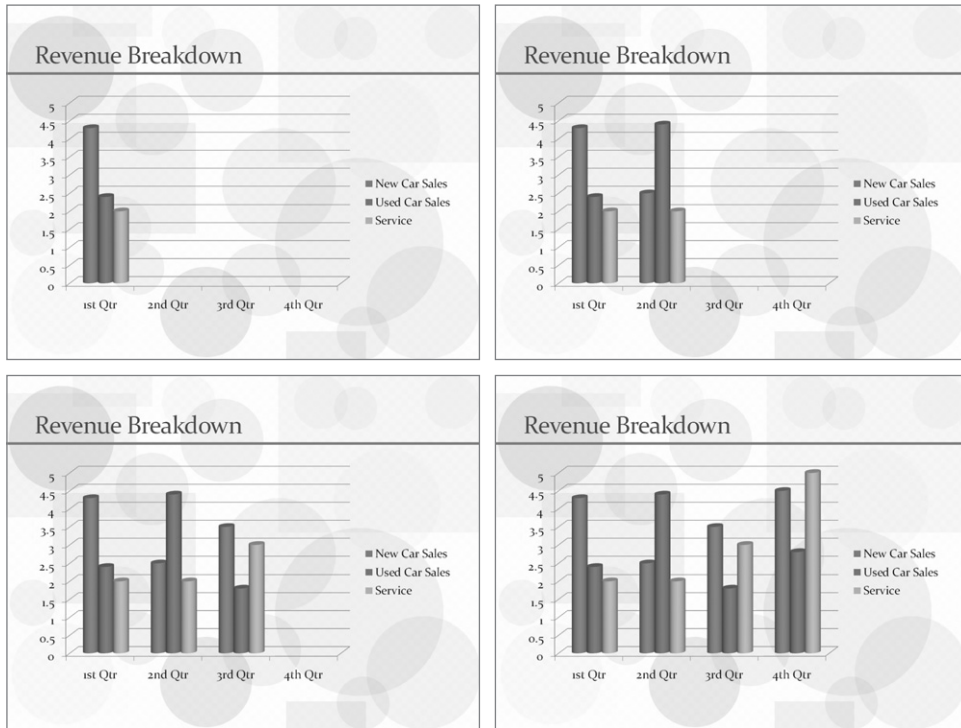 Revenue Breakdown
5
4.5
4
3.5
3
2.5
2
1.5
1
0.5
0
1st Qtr 2nd Qtr 3rd Qtr 4th Qtr
New Car Sales
Used Car Sales
Service
Revenue Breakdown
5
4.5
4
3.5
3
2.5
2
1.5
1
0.5
0
1st Qtr 2nd Qtr 3rd Qtr 4th Qtr
New Car Sales
Used Car Sales
Service
Revenue Breakdown
5
4.5
4
3.5
3
2.5
2
1.5
1
0.5
0
1st Qtr 2nd Qtr 3rd Qtr 4th Qtr
New Car Sales
Used Car Sales
Service
Revenue Breakdown
5
4.5
4
3.5
3
2.5
2
1.5
1
0.5
0
1st Qtr 2nd Qtr 3rd Qtr 4th Qtr
New Car Sales
Used Car Sales
Service